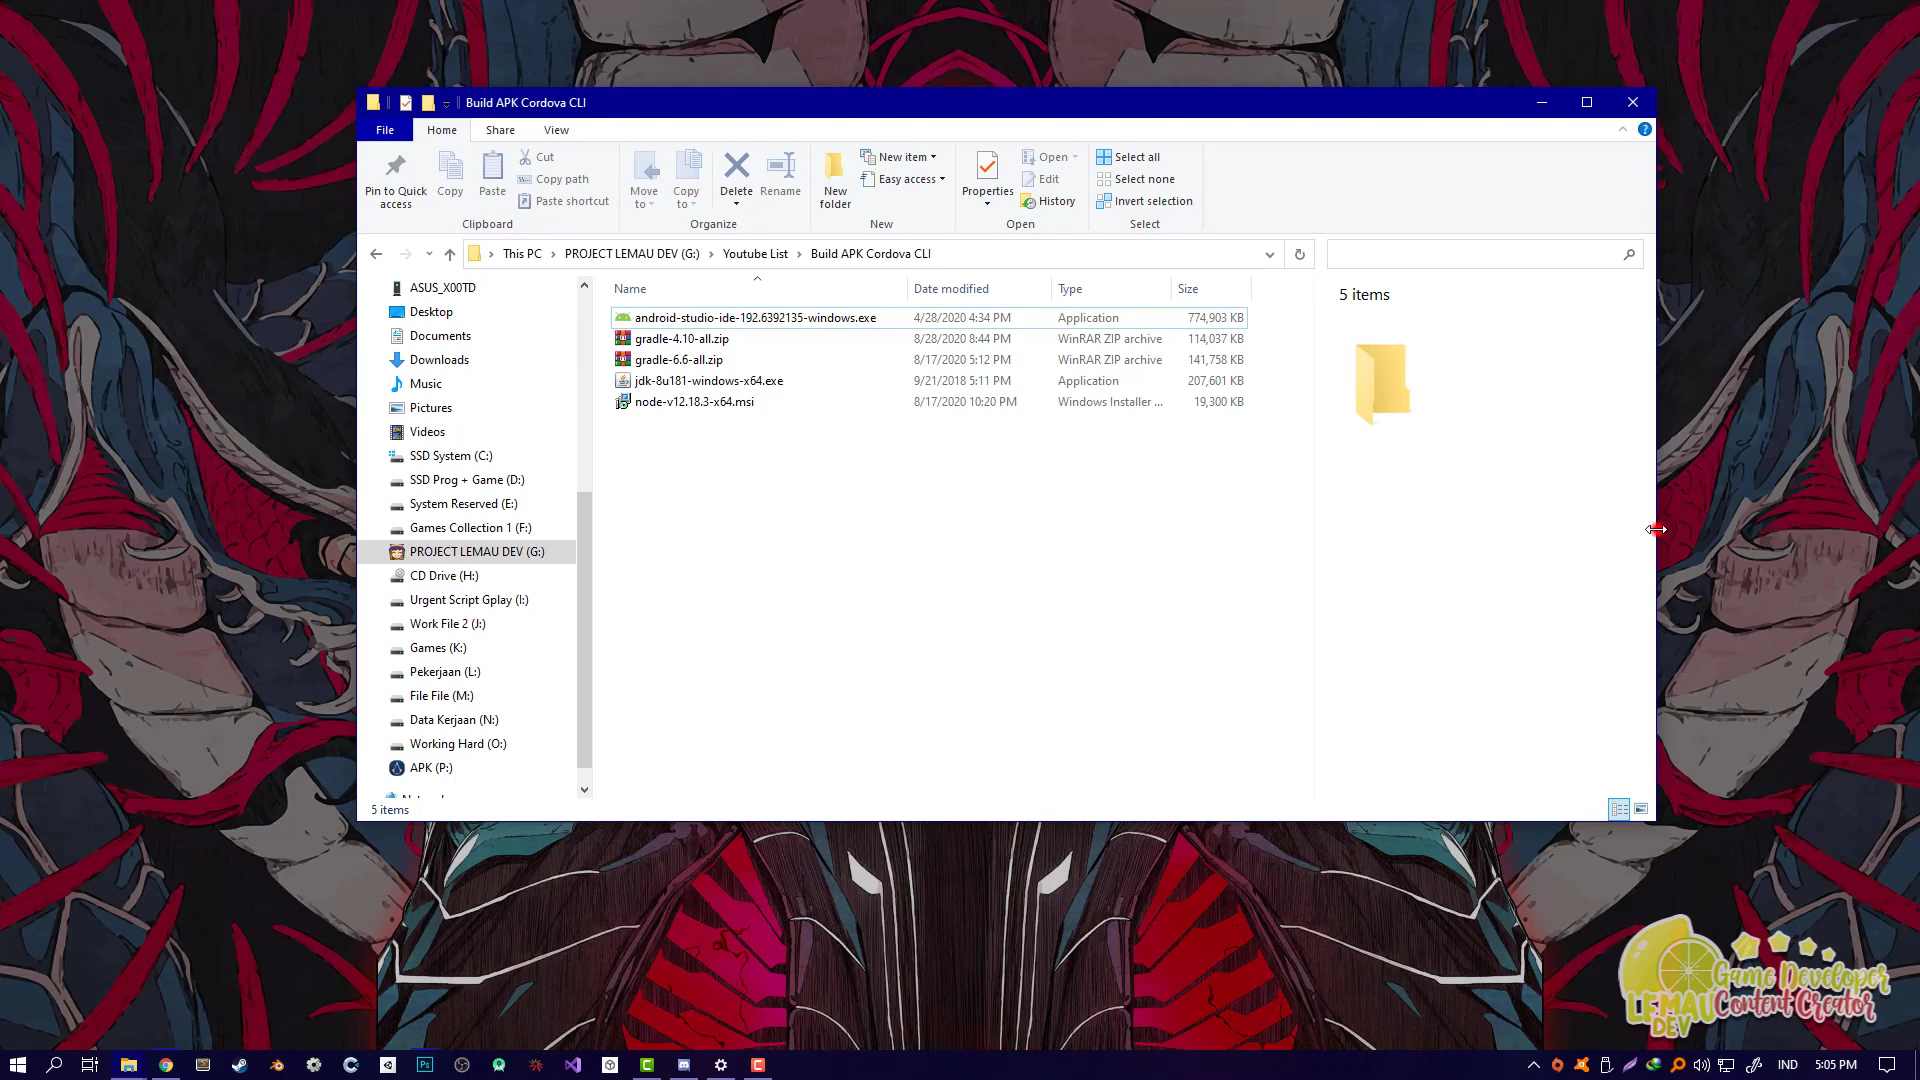 Build APK Cordova CLI
File Home Share View
Pin to Quick access
Copy
Paste
Cut
Copy path
Paste shortcut
Clipboard
Move to
Copy to
Delete
Rename
Organize
New folder
New item
Easy access
New
Properties
Open
Edit
History
Open
Select all
Select none
Invert selection
Select
This PC > PROJECT LEMAU DEV (G:) > Youtube List > Build APK Cordova CLI
ASUS_X00TD
Desktop
Documents
Downloads
Music
Pictures
Videos
SSD System (C:)
SSD Prog + Game (D:)
System Reserved (E:)
Games Collection 1 (F:)
PROJECT LEMAU DEV (G:)
CD Drive (H:)
Urgent Script Gplay (I:)
Work File 2 (J:)
Games (K:)
Pekerjaan (L:)
File File (M:)
Data Kerjaan (N:)
Working Hard (O:)
APK (P:)
Name Date modified Type Size
android-studio-ide-192.6392135-windows.exe 4/28/2020 4:34 PM Application 774,903 KB
gradle-4.10-all.zip 8/28/2020 8:44 PM WinRAR ZIP archive 114,037 KB
gradle-6.6-all.zip 8/17/2020 5:12 PM WinRAR ZIP archive 141,758 KB
jdk-8u181-windows-x64.exe 9/21/2018 5:11 PM Application 207,601 KB
node-v12.18.3-x64.msi 8/17/2020 10:20 PM Windows Installer ... 19,300 KB
5 items
5 items
Game Developer
LEMAU Content Creator
DEV
Ps
IND 5:05 PM